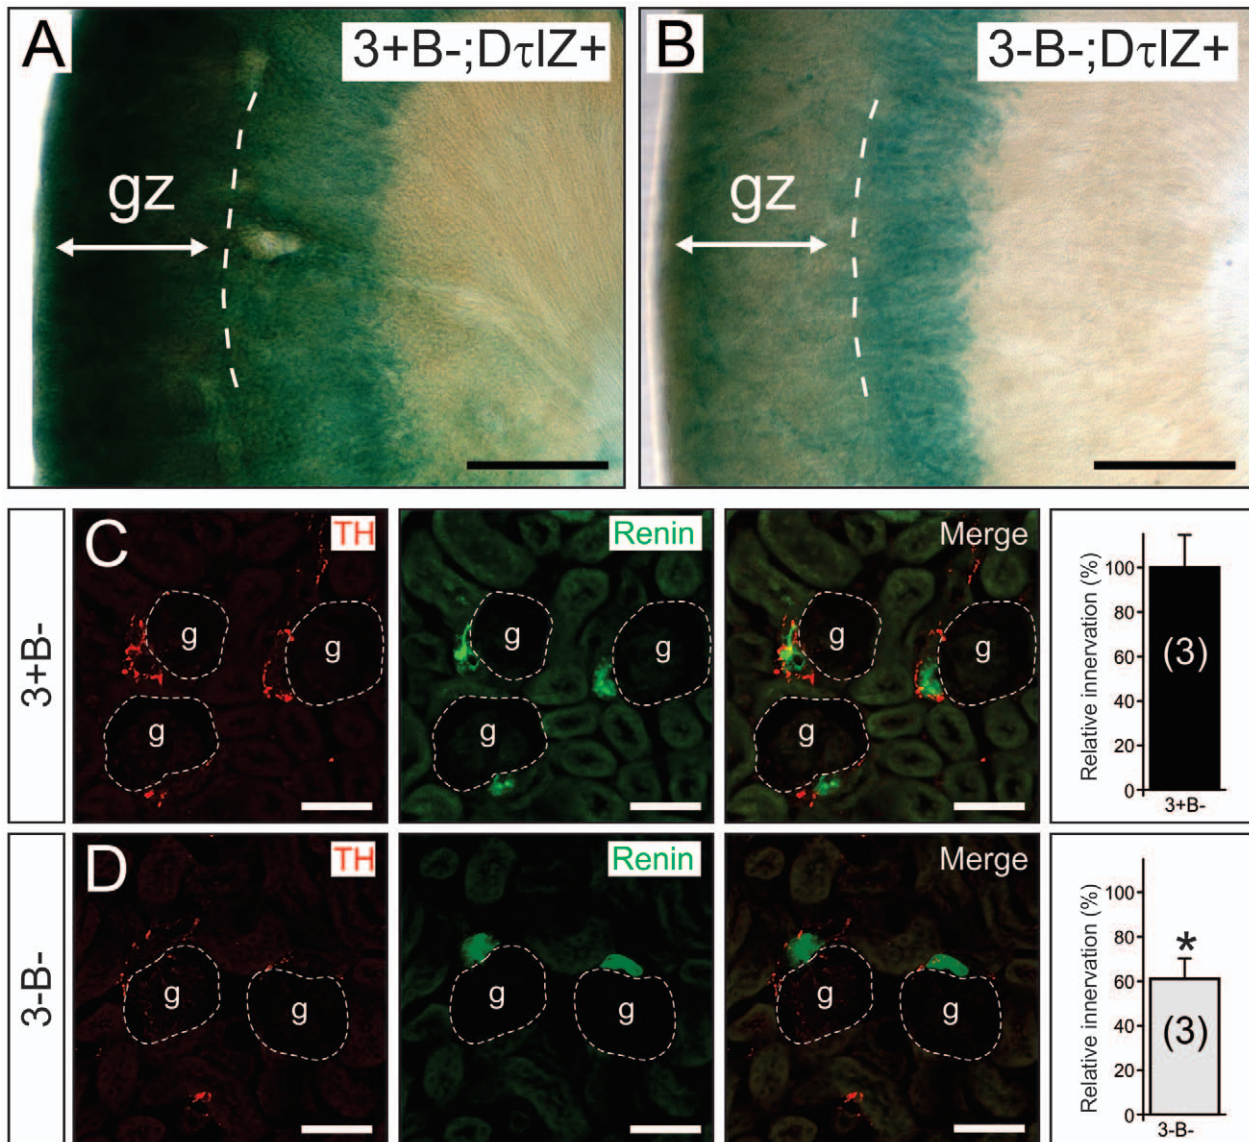 A
3+B-;DτlZ+
gz
B
3-B-;DτlZ+
gz
3+B-
C
TH
g
g
g
Renin
g
g
g
Merge
g
g
g
Relative innervation (%)
100
80
60
40
20
0
(3)
3+B-
3-B-
D
TH
g
g
Renin
g
g
Merge
g
g
Relative innervation (%)
100
80
60
40
20
0
*
(3)
3-B-